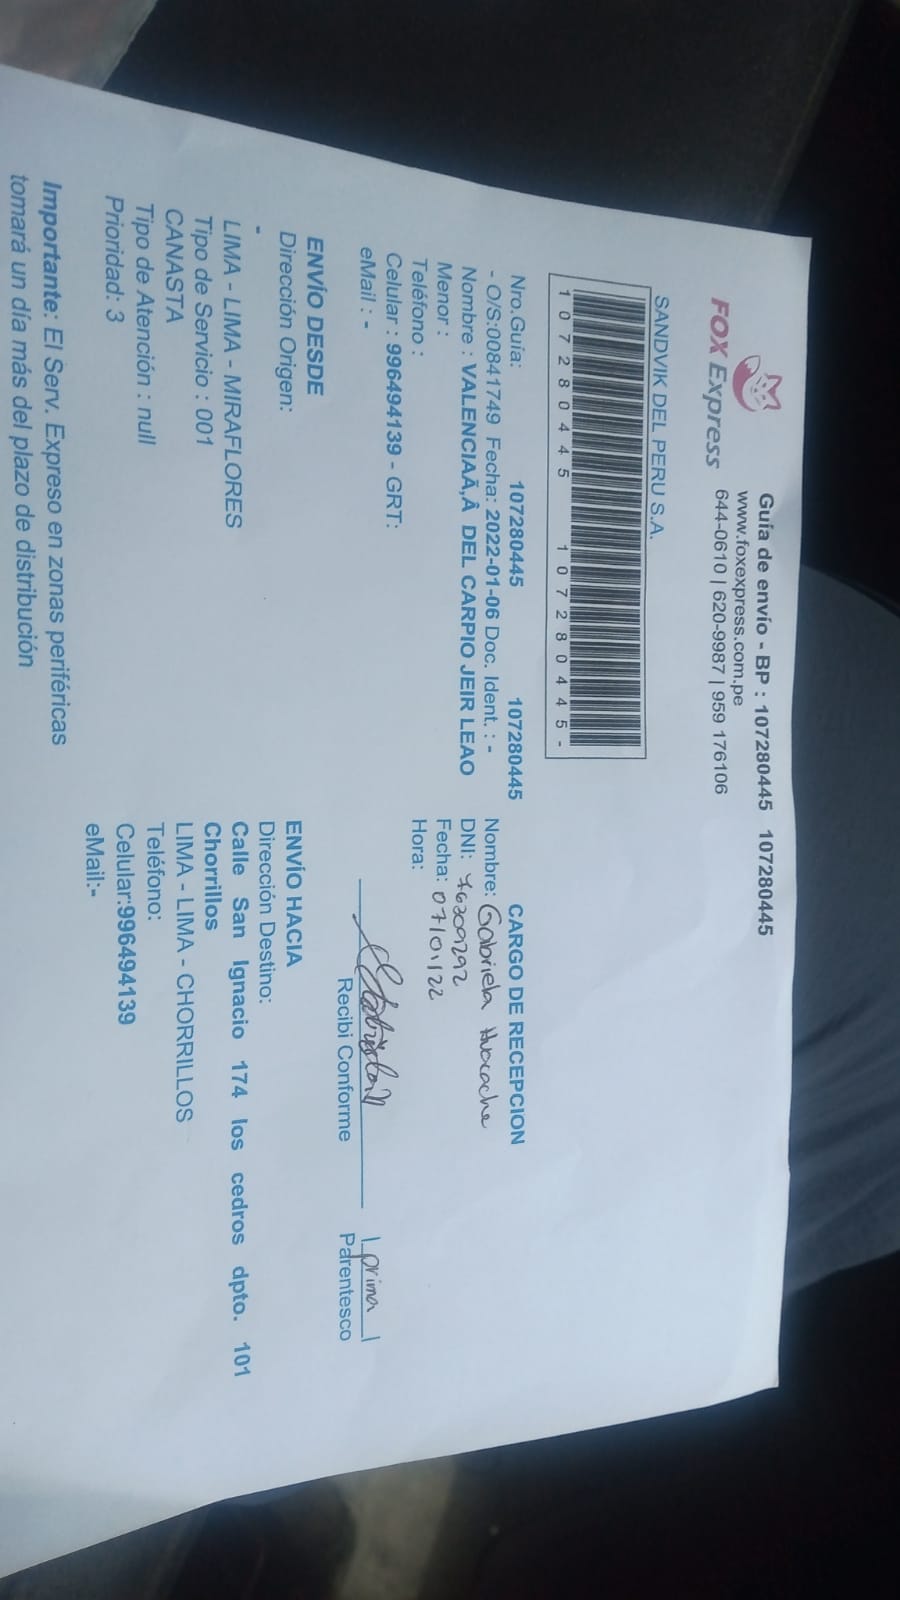 FOX Express
Guía de envío - BP : 107280445 107280445
www.foxexpress.com.pe
644-0610 | 620-9987 | 959 176106
SANDVIK DEL PERU S.A.
107280445 107280445-
Nro.Guía: 107280445 107280445
- O/S:00841749 Fecha: 2022-01-06 Doc. Ident. : -
Nombre : VALENCIAÃ‚Â DEL CARPIO JEIR LEAO
Menor :
Teléfono :
Celular : 996494139 - GRT:
eMail : -
CARGO DE RECEPCION
Nombre: Gabriela Huacache
DNI: 76309292
Fecha: 07/01/22
Hora:
Recibi Conforme
prima
Parentesco
ENVÍO DESDE
Dirección Origen:
-
LIMA - LIMA - MIRAFLORES
Tipo de Servicio : 001
CANASTA
Tipo de Atención : null
Prioridad: 3
ENVÍO HACIA
Dirección Destino:
Calle San Ignacio 174 los cedros dpto. 101
Chorrillos
LIMA - LIMA - CHORRILLOS
Teléfono:
Celular:996494139
eMail:-
Importante: El Serv. Expreso en zonas periféricas
tomará un día más del plazo de distribución